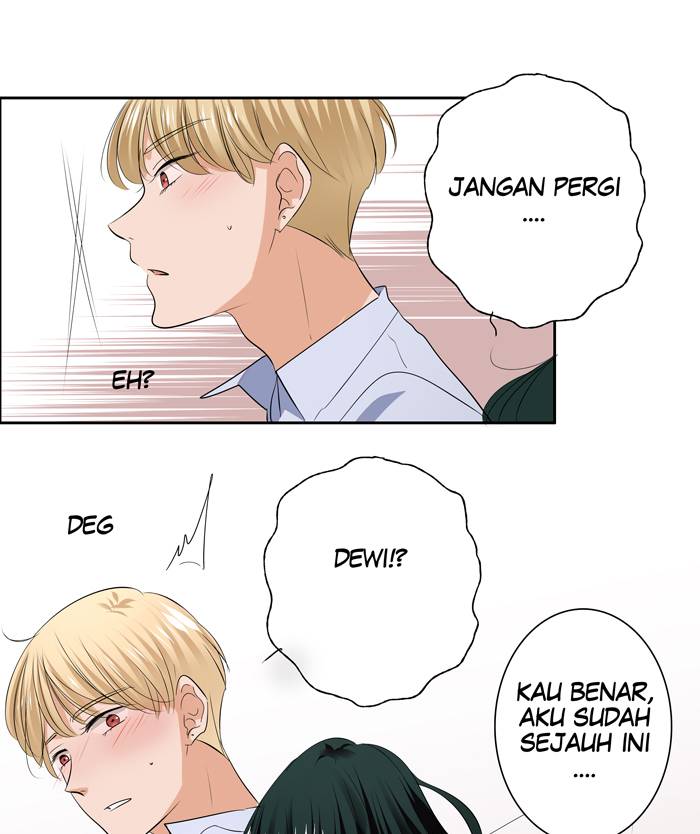 JANGAN PERGI
....
EH?
DEG
DEWI!?
KAU BENAR,
AKU SUDAH
SEJAUH INI
....